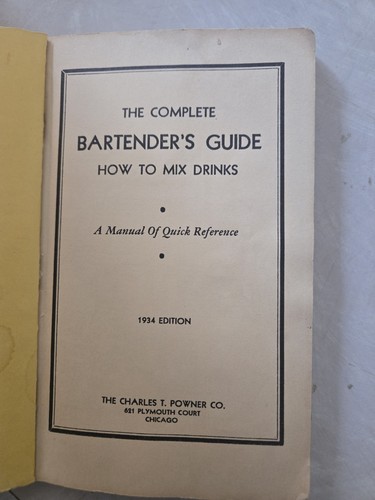 THE COMPLETE
BARTENDER'S GUIDE
HOW TO MIX DRINKS
A Manual Of Quick Reference
1934 EDITION
THE CHARLES T. POWNER CO.
621 PLYMOUTH COURT
CHICAGO